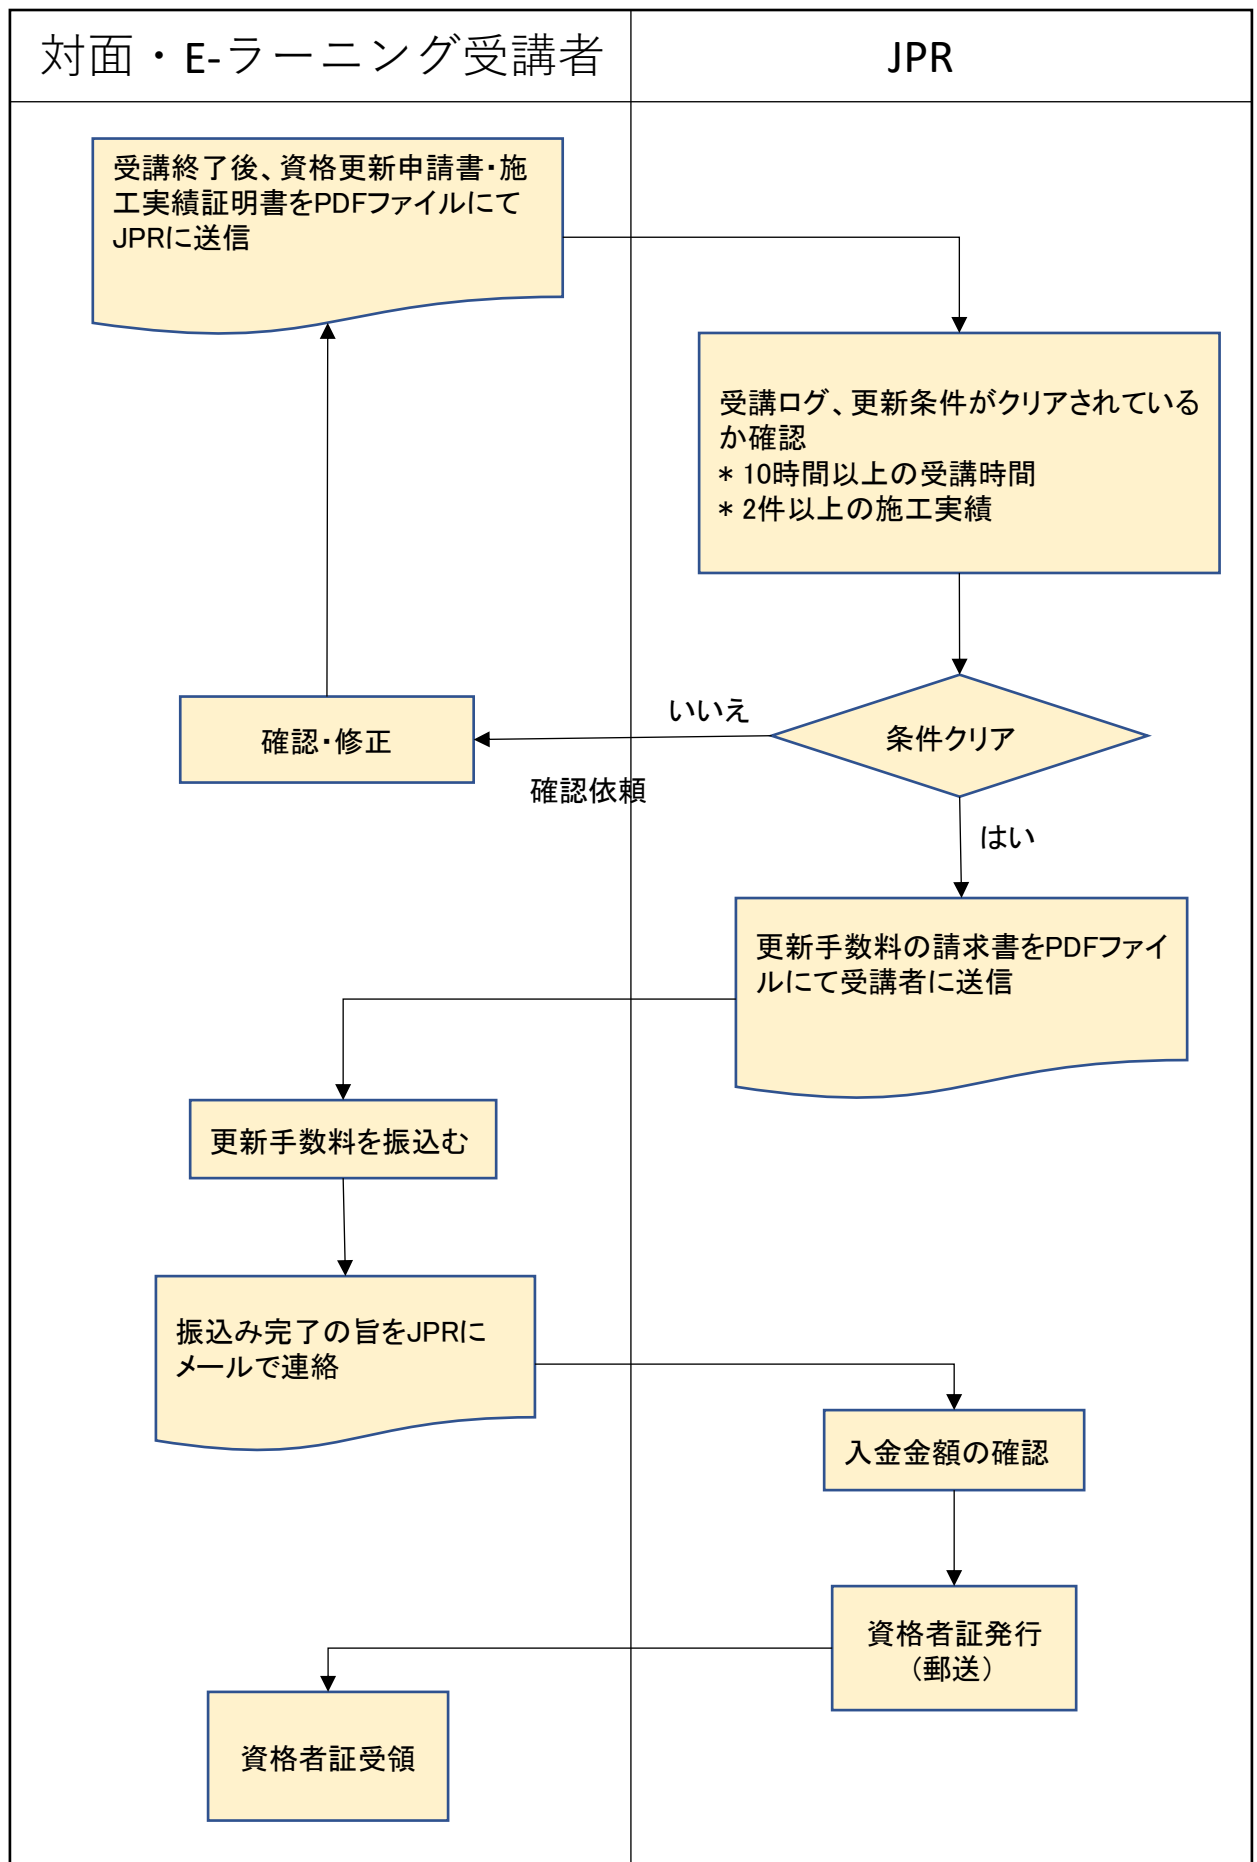 対面・E-ラーニング受講者
JPR
受講終了後、資格更新申請書・施
工実績証明書をPDFファイルにて
JPRに送信
受講ログ、更新条件がクリアされている
か確認
* 10時間以上の受講時間
* 2件以上の施工実績
条件クリア
いいえ
確認依頼
確認・修正
はい
更新手数料の請求書をPDFファイ
ルにて受講者に送信
更新手数料を振込む
振込み完了の旨をJPRに
メールで連絡
入金金額の確認
資格者証発行
（郵送）
資格者証受領